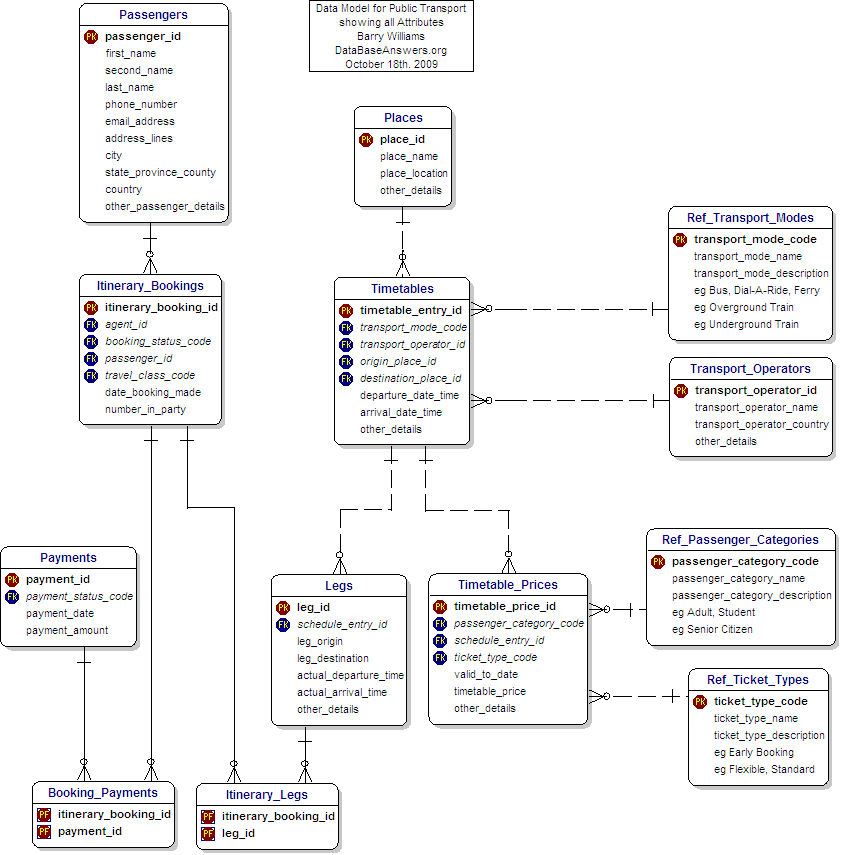 Passengers
PK passenger_id
first_name
second_name
last_name
phone_number
email_address
address_lines
city
state_province_county
country
other_passenger_details
Data Model for Public Transport
showing all Attributes
Barry Williams
DataBaseAnswers.org
October 18th. 2009
Places
PK place_id
place_name
place_location
other_details
Ref_Transport_Modes
PK transport_mode_code
transport_mode_name
transport_mode_description
eg Bus, Dial-A-Ride, Ferry
eg Overground Train
eg Underground Train
Itinerary_Bookings
PK itinerary_booking_id
FK agent_id
FK booking_status_code
FK passenger_id
FK travel_class_code
date_booking_made
number_in_party
Timetables
PK timetable_entry_id
FK transport_mode_code
FK transport_operator_id
FK origin_place_id
FK destination_place_id
departure_date_time
arrival_date_time
other_details
Transport_Operators
PK transport_operator_id
transport_operator_name
transport_operator_country
other_details
Payments
PK payment_id
FK payment_status_code
payment_date
payment_amount
Legs
PK leg_id
FK schedule_entry_id
leg_origin
leg_destination
actual_departure_time
actual_arrival_time
other_details
Timetable_Prices
PK timetable_price_id
FK passenger_category_code
FK schedule_entry_id
FK ticket_type_code
valid_to_date
timetable_price
other_details
Ref_Passenger_Categories
PK passenger_category_code
passenger_category_name
passenger_category_description
eg Adult, Student
eg Senior Citizen
Ref_Ticket_Types
PK ticket_type_code
ticket_type_name
ticket_type_description
eg Early Booking
eg Flexible, Standard
Booking_Payments
PF itinerary_booking_id
PF payment_id
Itinerary_Legs
PF itinerary_booking_id
PF leg_id